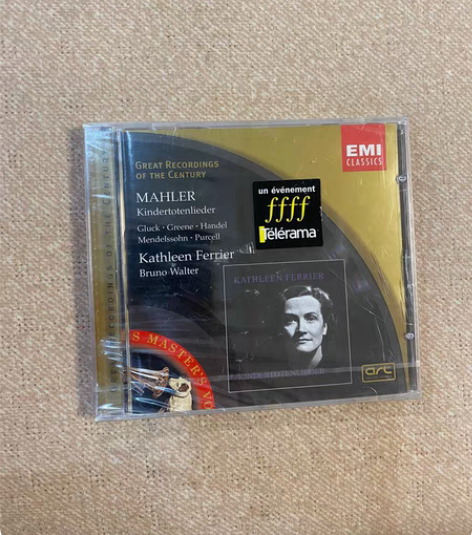 EMI
CLASSICS
GREAT RECORDINGS
OF THE CENTURY
MAHLER
Kindertotenlieder
Gluck · Greene · Handel
Mendelssohn · Purcell
Kathleen Ferrier
Bruno Walter
un événement
ffff
Télérama'
KATHLEEN FERRIER
S MASTER'S VO
art